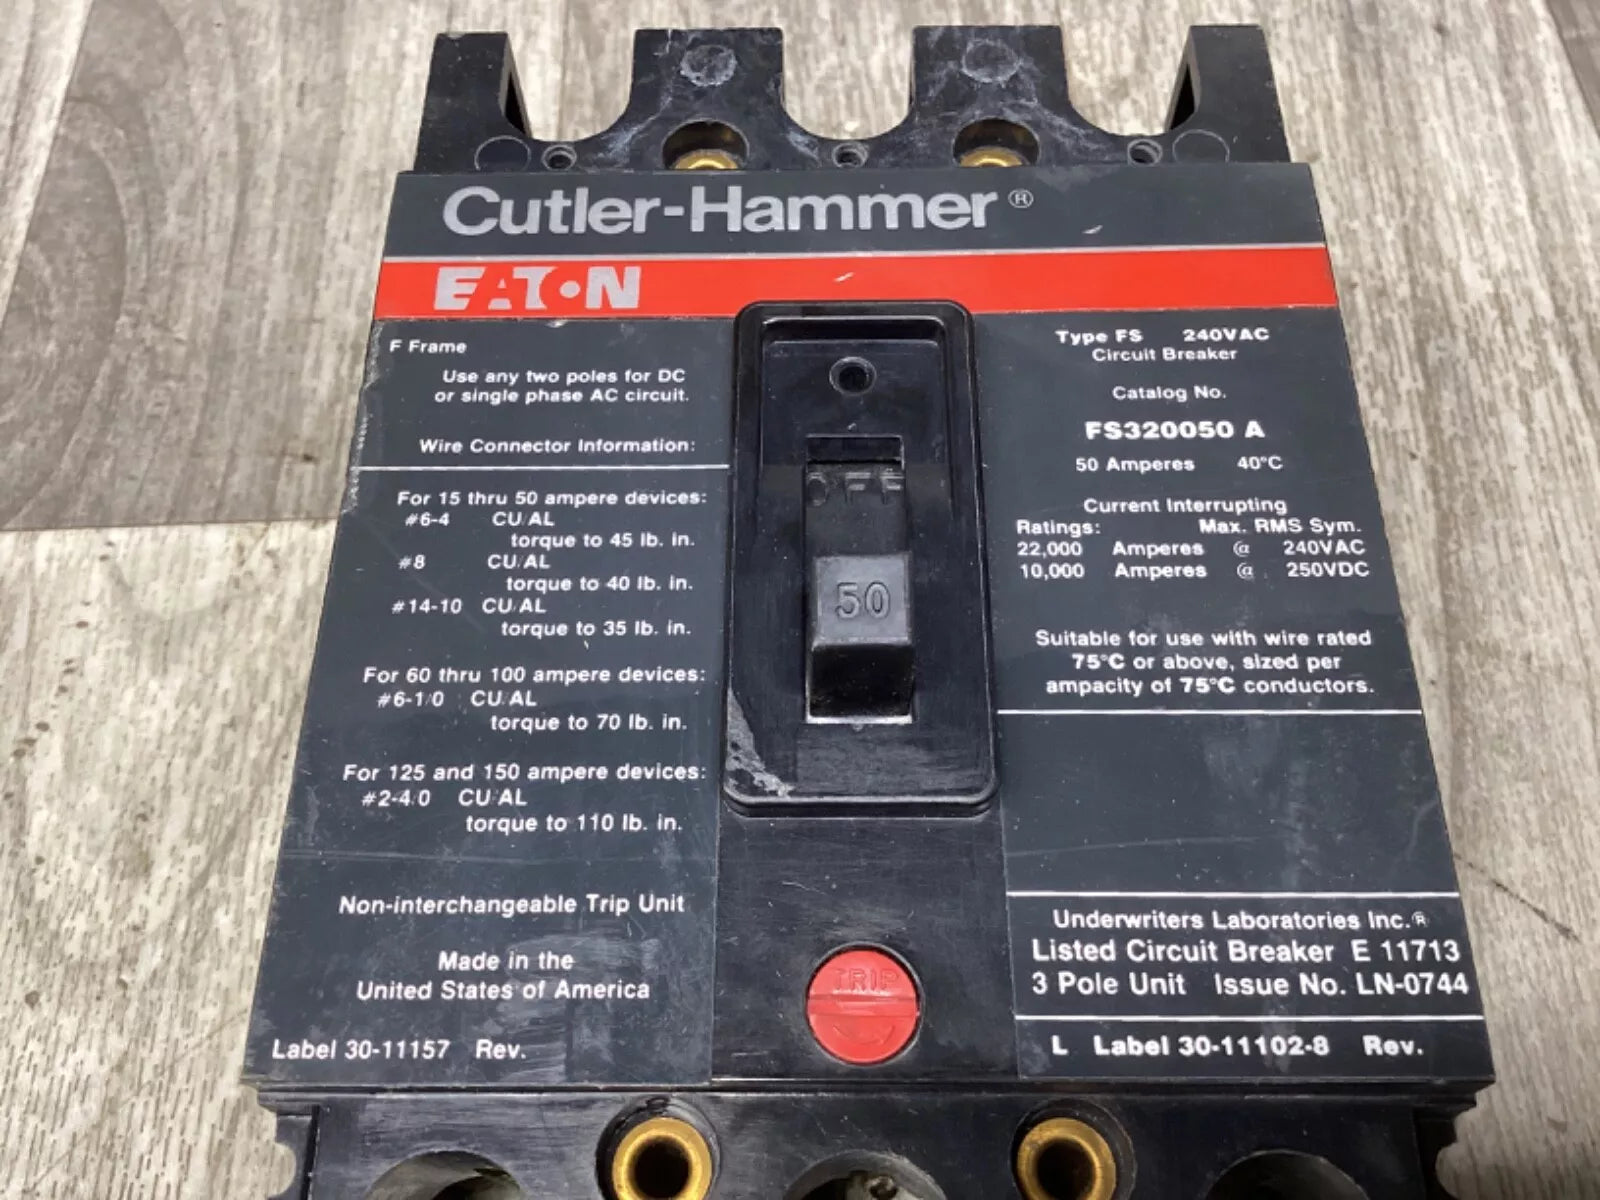 Cutler-Hammer®
EATON
F Frame
Use any two poles for DC
or single phase AC circuit.
Wire Connector Information:
For 15 thru 50 ampere devices:
#6-4 CU/AL
torque to 45 lb. in.
#8 CU/AL
torque to 40 lb. in.
#14-10 CU/AL
torque to 35 lb. in.
For 60 thru 100 ampere devices:
#6-1/0 CU/AL
torque to 70 lb. in.
For 125 and 150 ampere devices:
#2-4/0 CU/AL
torque to 110 lb. in.
Non-interchangeable Trip Unit
Made in the
United States of America
Label 30-11157 Rev.
OFF
50
TRIP
Type FS 240VAC
Circuit Breaker
Catalog No.
FS320050 A
50 Amperes 40°C
Current Interrupting
Ratings: Max. RMS Sym.
22,000 Amperes @ 240VAC
10,000 Amperes @ 250VDC
Suitable for use with wire rated
75°C or above, sized per
ampacity of 75°C conductors.
Underwriters Laboratories Inc.®
Listed Circuit Breaker E 11713
3 Pole Unit Issue No. LN-0744
L Label 30-11102-8 Rev.